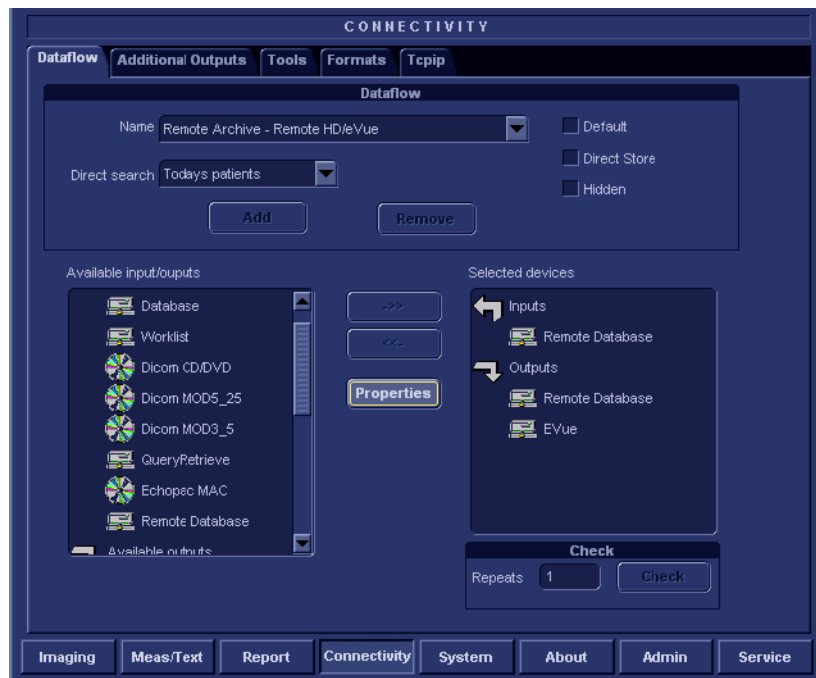 CONNECTIVITY
Dataflow Additional Outputs Tools Formats Tcpip
Dataflow
Name Remote Archive - Remote HD/eVue Default
Direct Store
Direct search Todays patients
Hidden
Add Remove
Available input/ouputs
Database
Worklist
Dicom CD/DVD
Dicom MOD5_25
Dicom MOD3_5
QueryRetrieve
Echopac MAC
Remote Database
Available outputs
->>
<<-
Properties
Selected devices
Inputs
Remote Database
Outputs
Remote Database
EVue
Check
Repeats 1 Check
Imaging Meas/Text Report Connectivity System About Admin Service